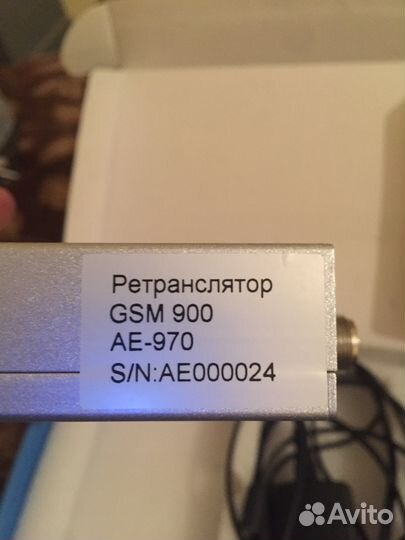 Ретранслятор
GSM 900
AE-970
S/N:AE000024
Avito